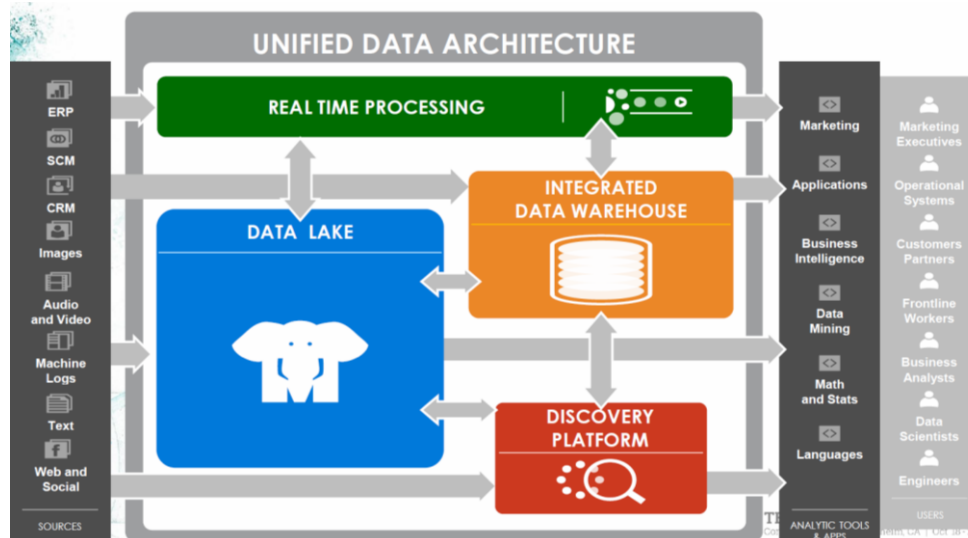 UNIFIED DATA ARCHITECTURE
ERP
SCM
CRM
Images
Audio
and Video
Machine
Logs
Text
Web and
Social
SOURCES
REAL TIME PROCESSING
INTEGRATED
DATA WAREHOUSE
DATA LAKE
DISCOVERY
PLATFORM
Marketing
Applications
Business
Intelligence
Data
Mining
Math
and Stats
Languages
ANALYTIC TOOLS
& APPS
Marketing
Executives
Operational
Systems
Customers
Partners
Frontline
Workers
Business
Analysts
Data
Scientists
Engineers
USERS